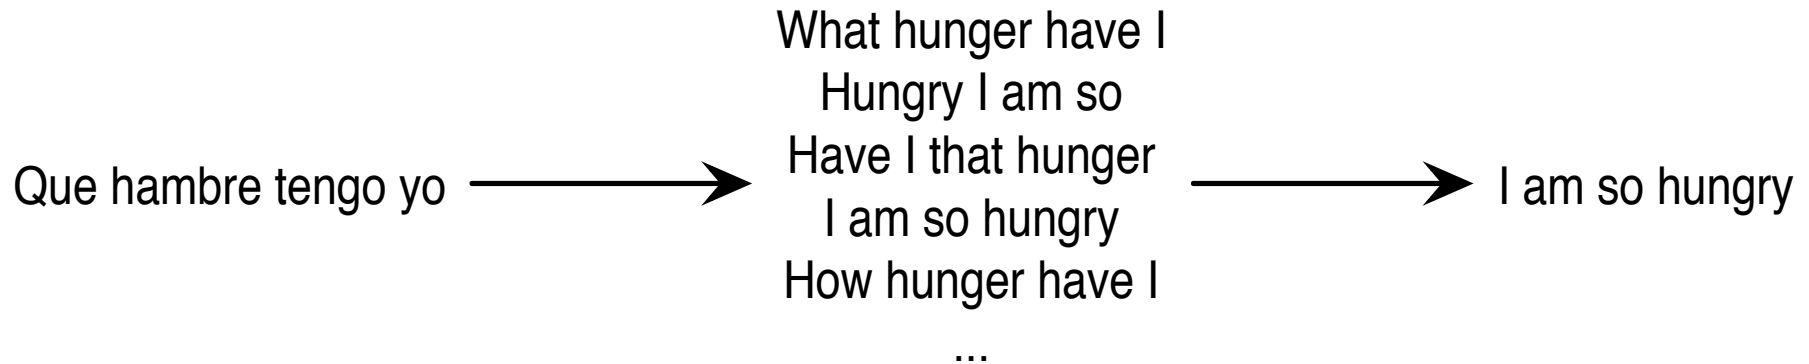 Que hambre tengo yo
What hunger have I
Hungry I am so
Have I that hunger
I am so hungry
How hunger have I
...
I am so hungry